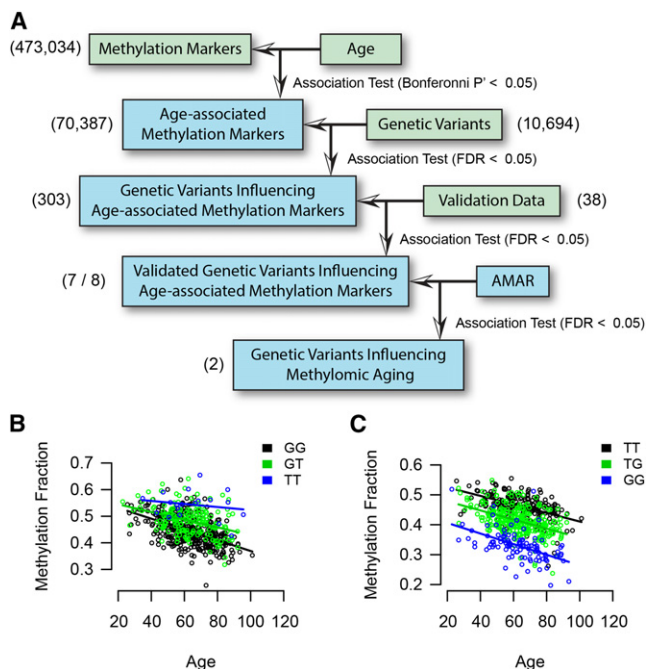 A
(473,034) Methylation Markers Age
Association Test (Bonferonni P' < 0.05)
(70,387) Age-associated
Methylation Markers
Genetic Variants (10,694)
Association Test (FDR < 0.05)
(303) Genetic Variants Influencing
Age-associated Methylation Markers
Validation Data (38)
Association Test (FDR < 0.05)
(7 / 8) Validated Genetic Variants Influencing
Age-associated Methylation Markers
AMAR
Association Test (FDR < 0.05)
(2) Genetic Variants Influencing
Methylomic Aging
B
GG
GT
TT
Methylation Fraction
0.7
0.6
0.5
0.4
0.3
20 40 60 80 100 120
Age
C
TT
TG
GG
Methylation Fraction
0.6
0.5
0.4
0.3
0.2
20 40 60 80 100 120
Age